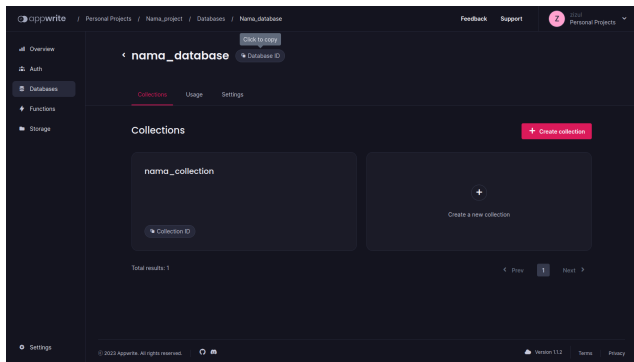 appwrite / Personal Projects / Nama_project / Databases / Nama_database Feedback Support Z Personal Projects
Click to copy
Overview
Auth
Databases
Functions
Storage
nama_database Database ID
Collections Usage Settings
Collections + Create collection
nama_collection
Collection ID
Create a new collection
Total results: 1 Prev 1 Next
Settings
© 2023 Appwrite. All rights reserved. Version 1.1.2 Terms Privacy